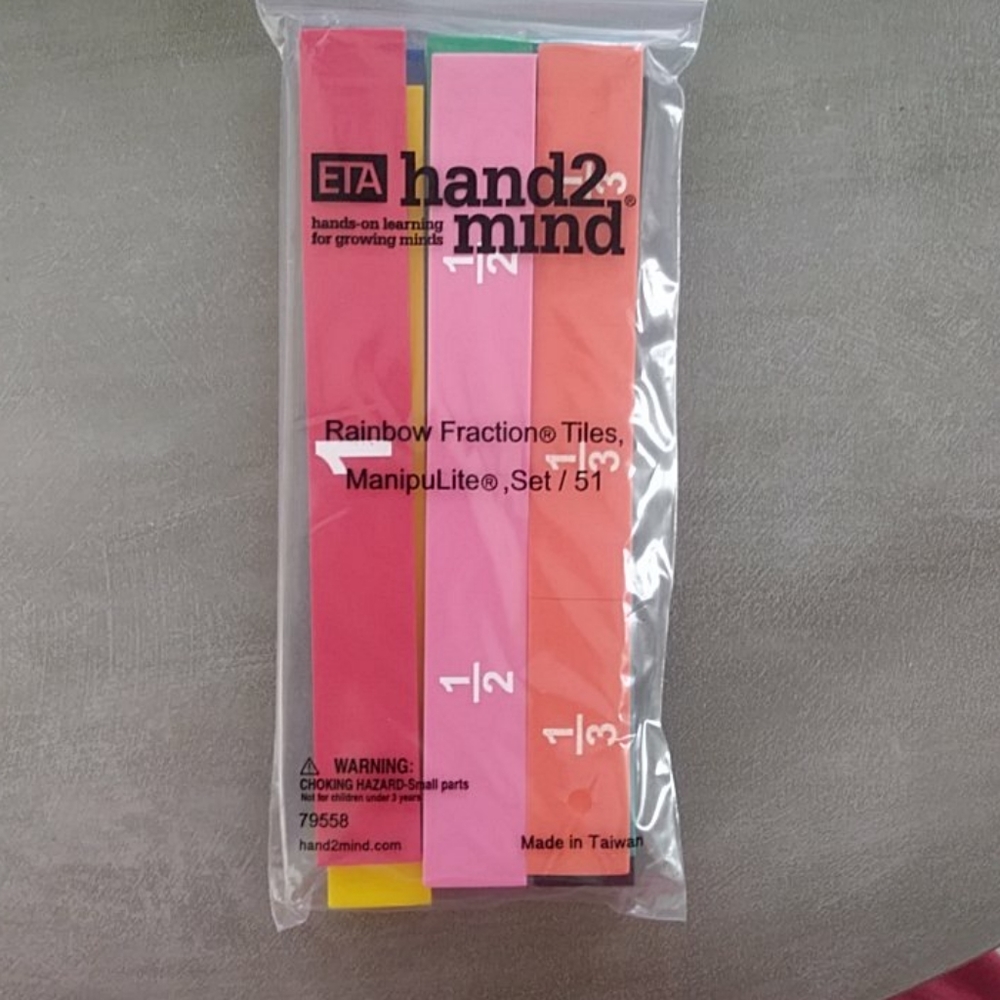 ETA hand2
mind®
hands-on learning
for growing minds
1
2
1
3
Rainbow Fraction® Tiles,
ManipuLite® ,Set / 51
1
1
3
1
2
1
3
WARNING:
CHOKING HAZARD-Small parts
Not for children under 3 years
79558
hand2mind.com
Made in Taiwan